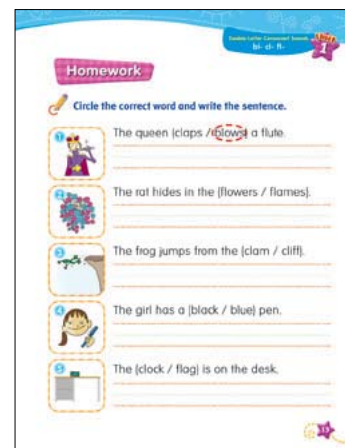 Double-Letter Consonant Sounds
bl- cl- fl-
1
Homework
Circle the correct word and write the sentence.
1
The queen (claps / blows) a flute.
2
The rat hides in the (flowers / flames).
3
The frog jumps from the (clam / cliff).
4
The girl has a (black / blue) pen.
5
The (clock / flag) is on the desk.